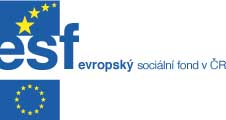 esf
evropský sociální fond v ČR